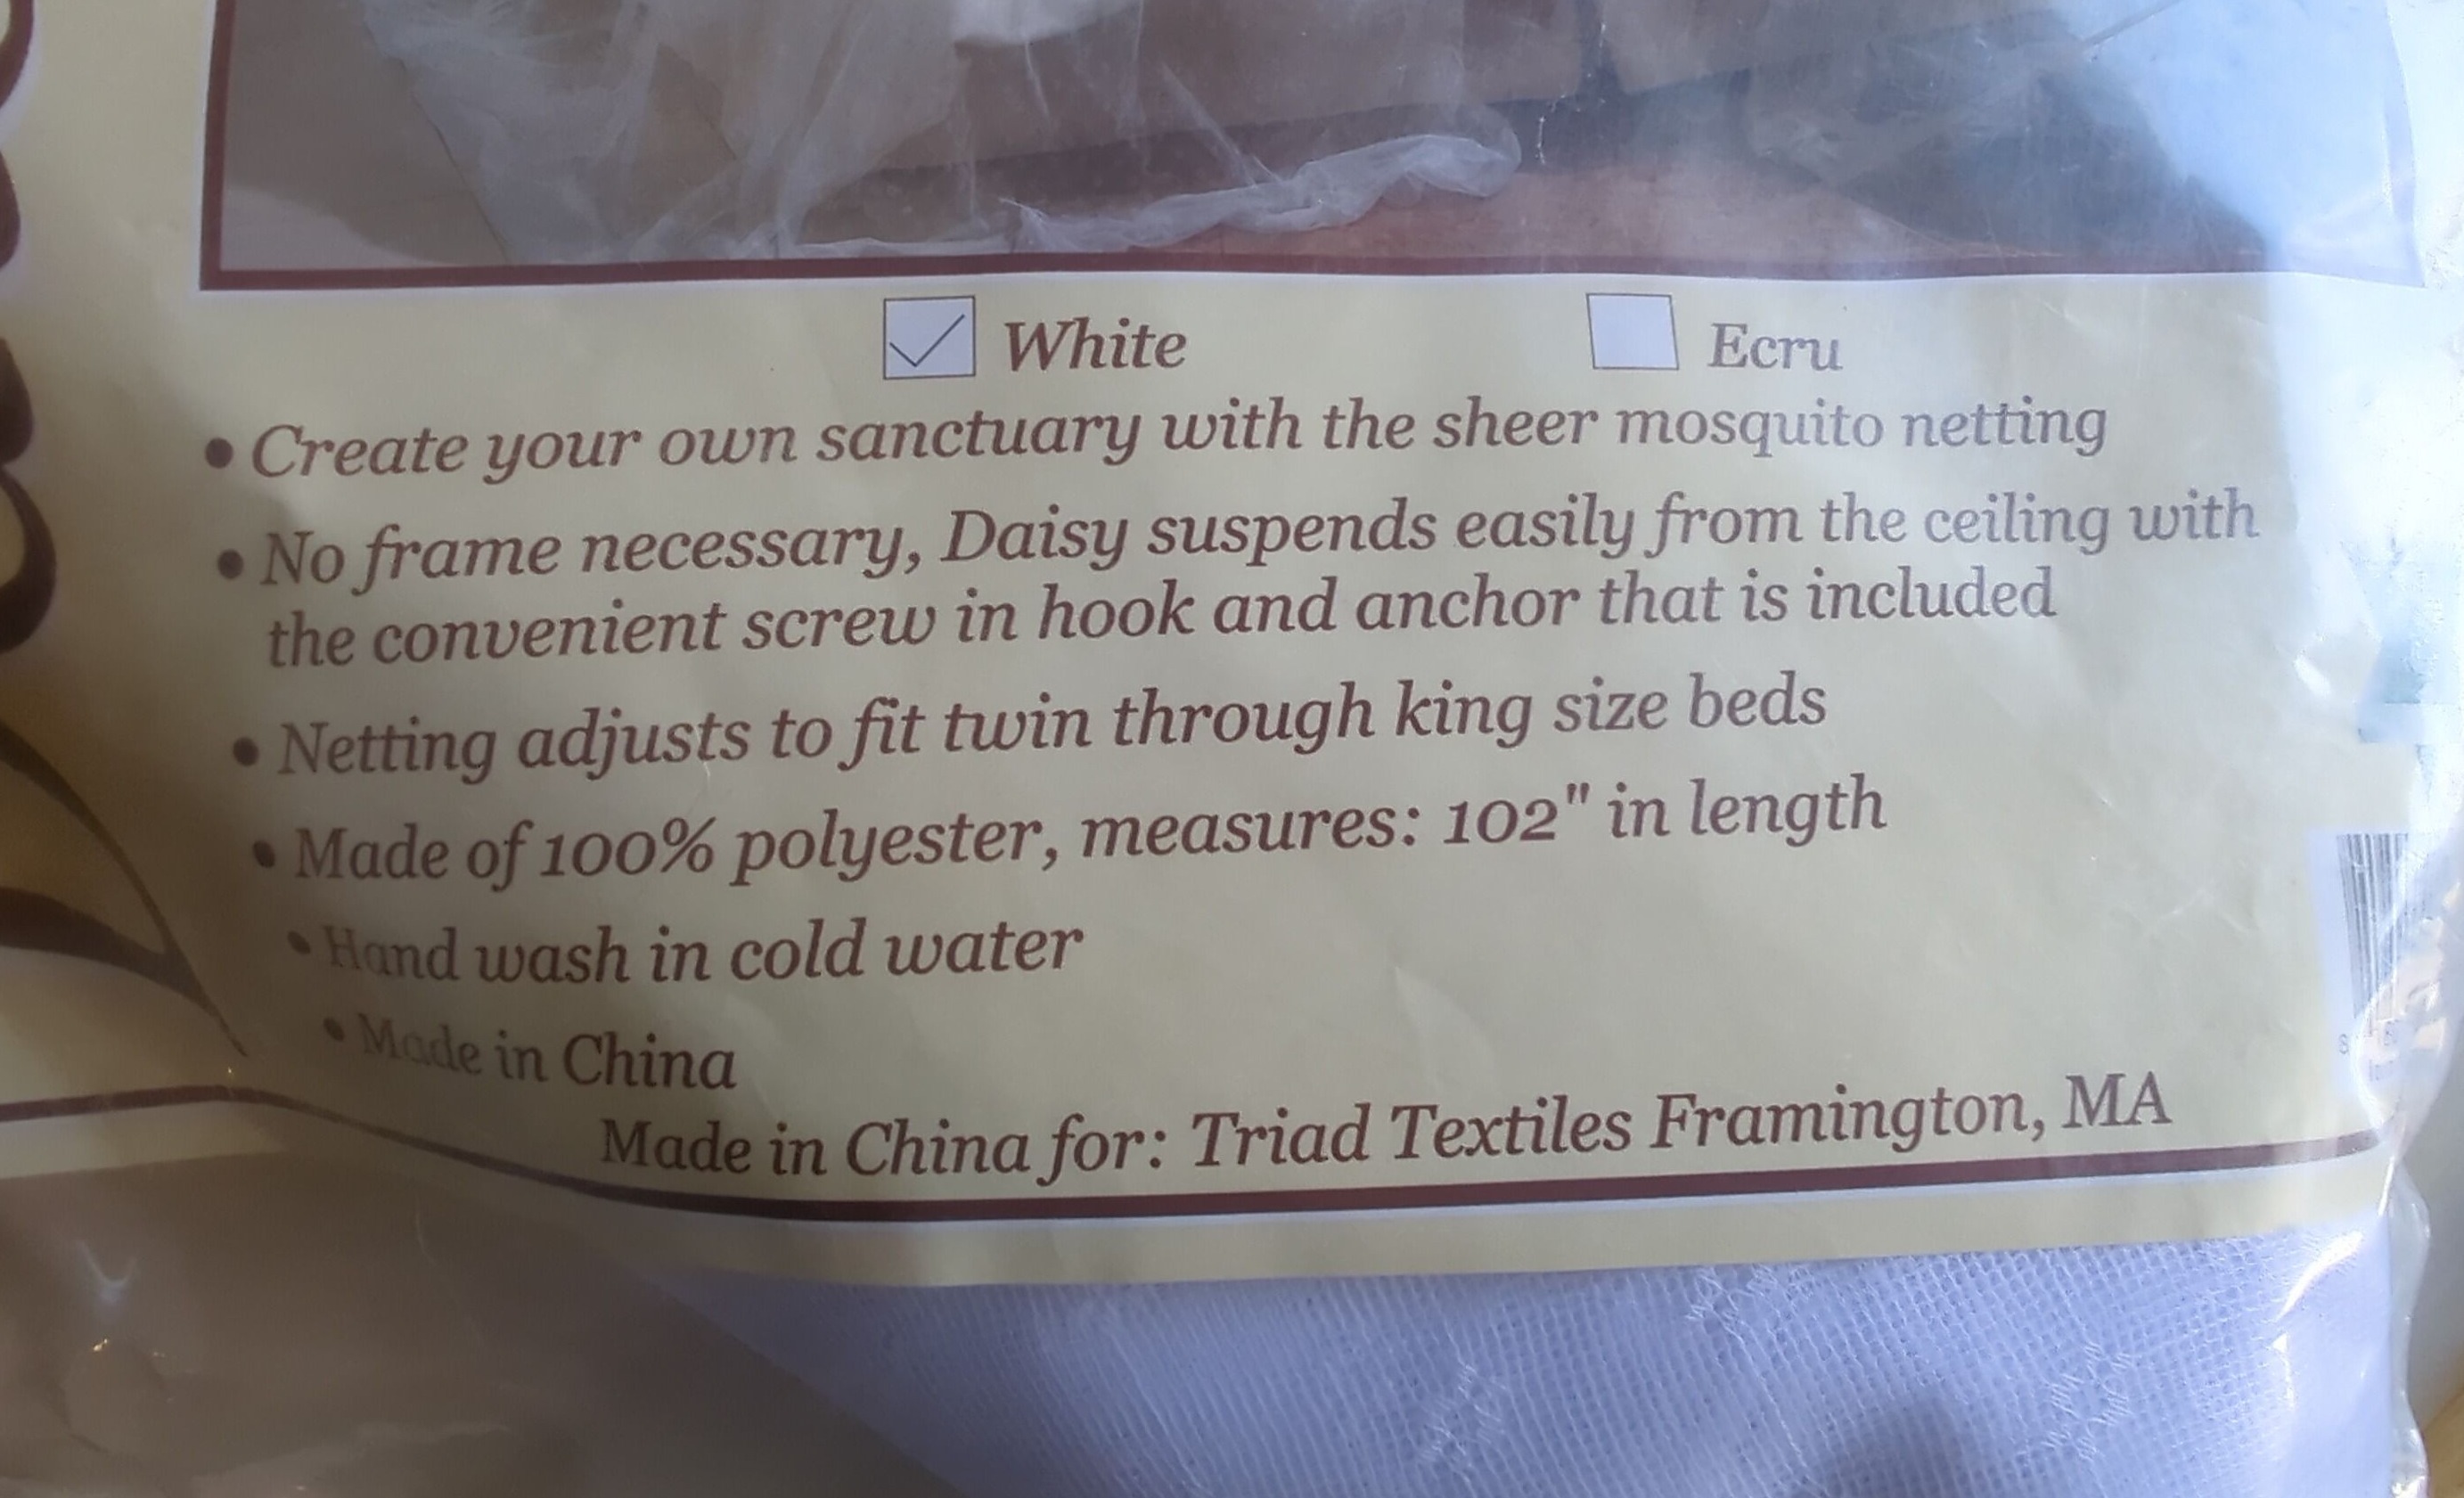 White Ecru
• Create your own sanctuary with the sheer mosquito netting
• No frame necessary, Daisy suspends easily from the ceiling with
the convenient screw in hook and anchor that is included
• Netting adjusts to fit twin through king size beds
• Made of 100% polyester, measures: 102" in length
• Hand wash in cold water
• Made in China
Made in China for: Triad Textiles Framington, MA